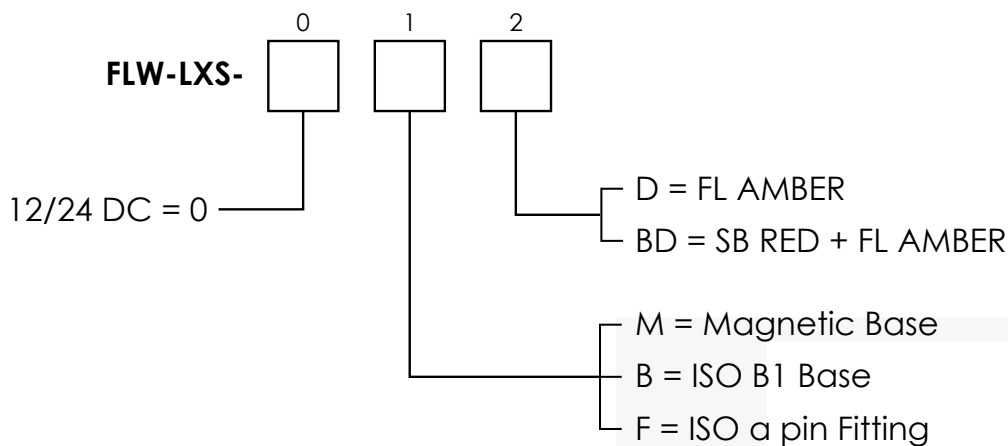 0 1 2
FLW-LXS-
12/24 DC = 0
D = FL AMBER
BD = SB RED + FL AMBER
M = Magnetic Base
B = ISO B1 Base
F = ISO a pin Fitting